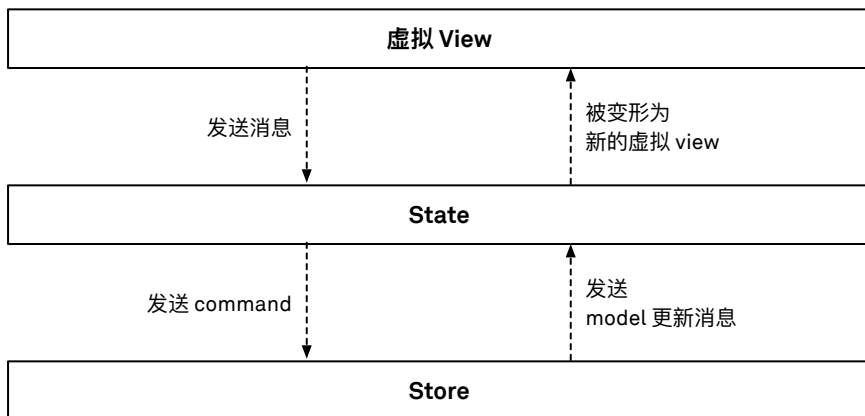 虚拟 View
发送消息
被变形为
新的虚拟 view
State
发送 command
发送
model 更新消息
Store